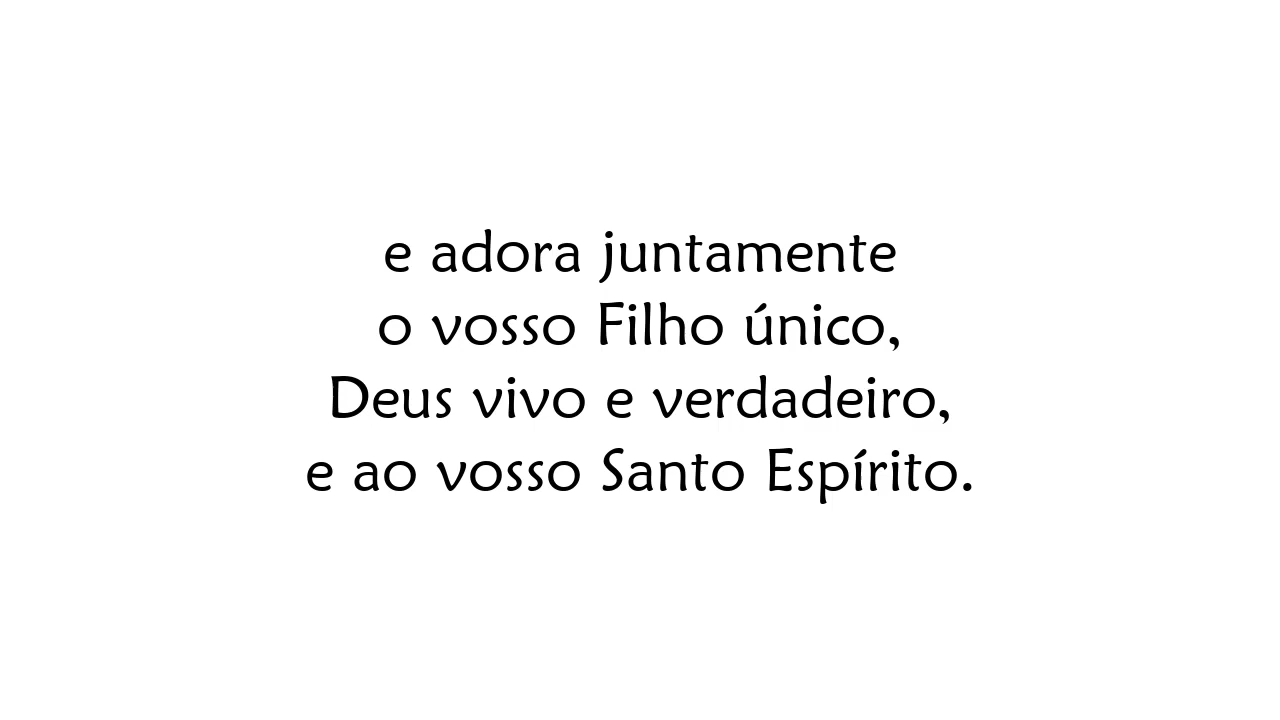 e adora juntamente
o vosso Filho único,
Deus vivo e verdadeiro,
e ao vosso Santo Espírito.